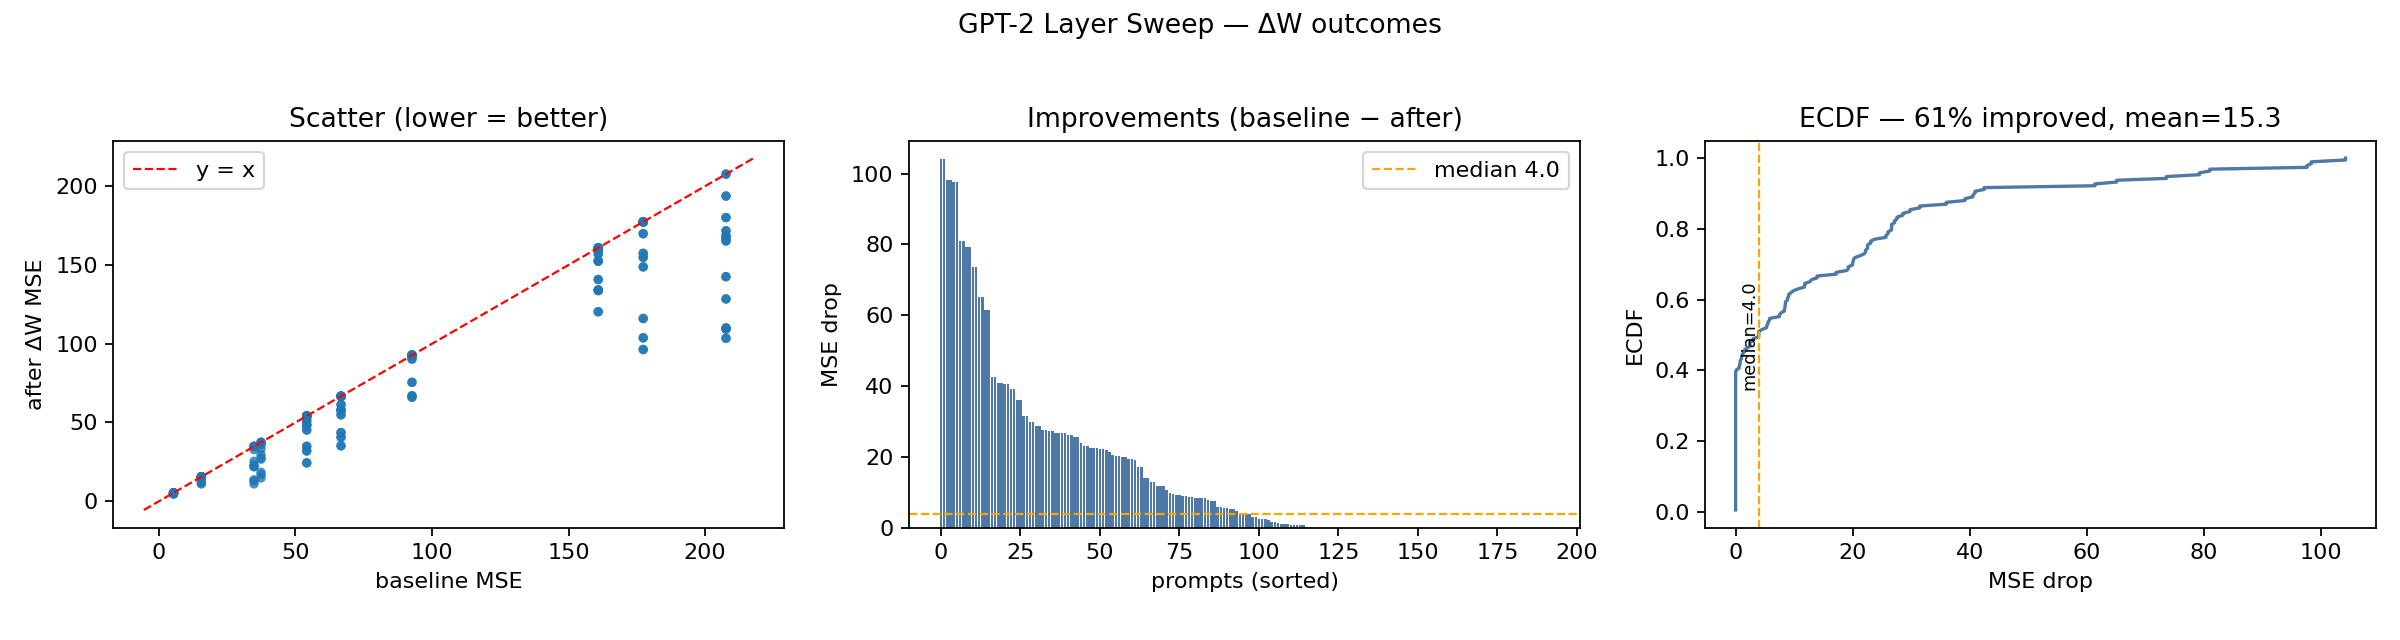 GPT-2 Layer Sweep — ΔW outcomes
Scatter (lower = better)
y = x
200
150
100
50
0
after ΔW MSE
0
50
100
150
200
baseline MSE
Improvements (baseline − after)
median 4.0
100
80
60
40
20
0
MSE drop
0
25
50
75
100
125
150
175
200
prompts (sorted)
ECDF — 61% improved, mean=15.3
1.0
0.8
0.6
0.4
0.2
0.0
ECDF
median=4.0
0
20
40
60
80
100
MSE drop